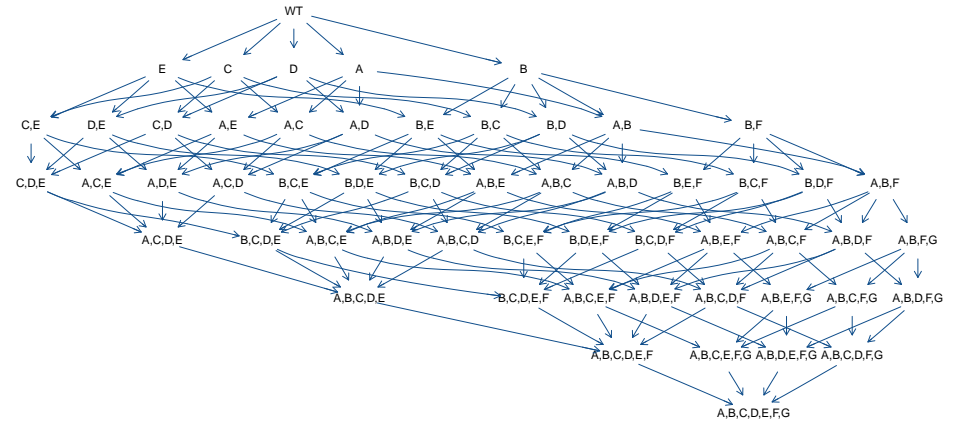 WT
E C D A B
C,E D,E C,D A,E A,C A,D B,E B,C B,D A,B B,F
C,D,E A,C,E A,D,E A,C,D B,C,E B,D,E B,C,D A,B,E A,B,C A,B,D B,E,F B,C,F B,D,F A,B,F
A,C,D,E B,C,D,E A,B,C,E A,B,D,E A,B,C,D B,C,E,F B,D,E,F B,C,D,F A,B,E,F A,B,C,F A,B,D,F A,B,F,G
A,B,C,D,E B,C,D,E,F A,B,C,E,F A,B,D,E,F A,B,C,D,F A,B,E,F,G A,B,C,F,G A,B,D,F,G
A,B,C,D,E,F A,B,C,E,F,G A,B,D,E,F,G A,B,C,D,F,G
A,B,C,D,E,F,G